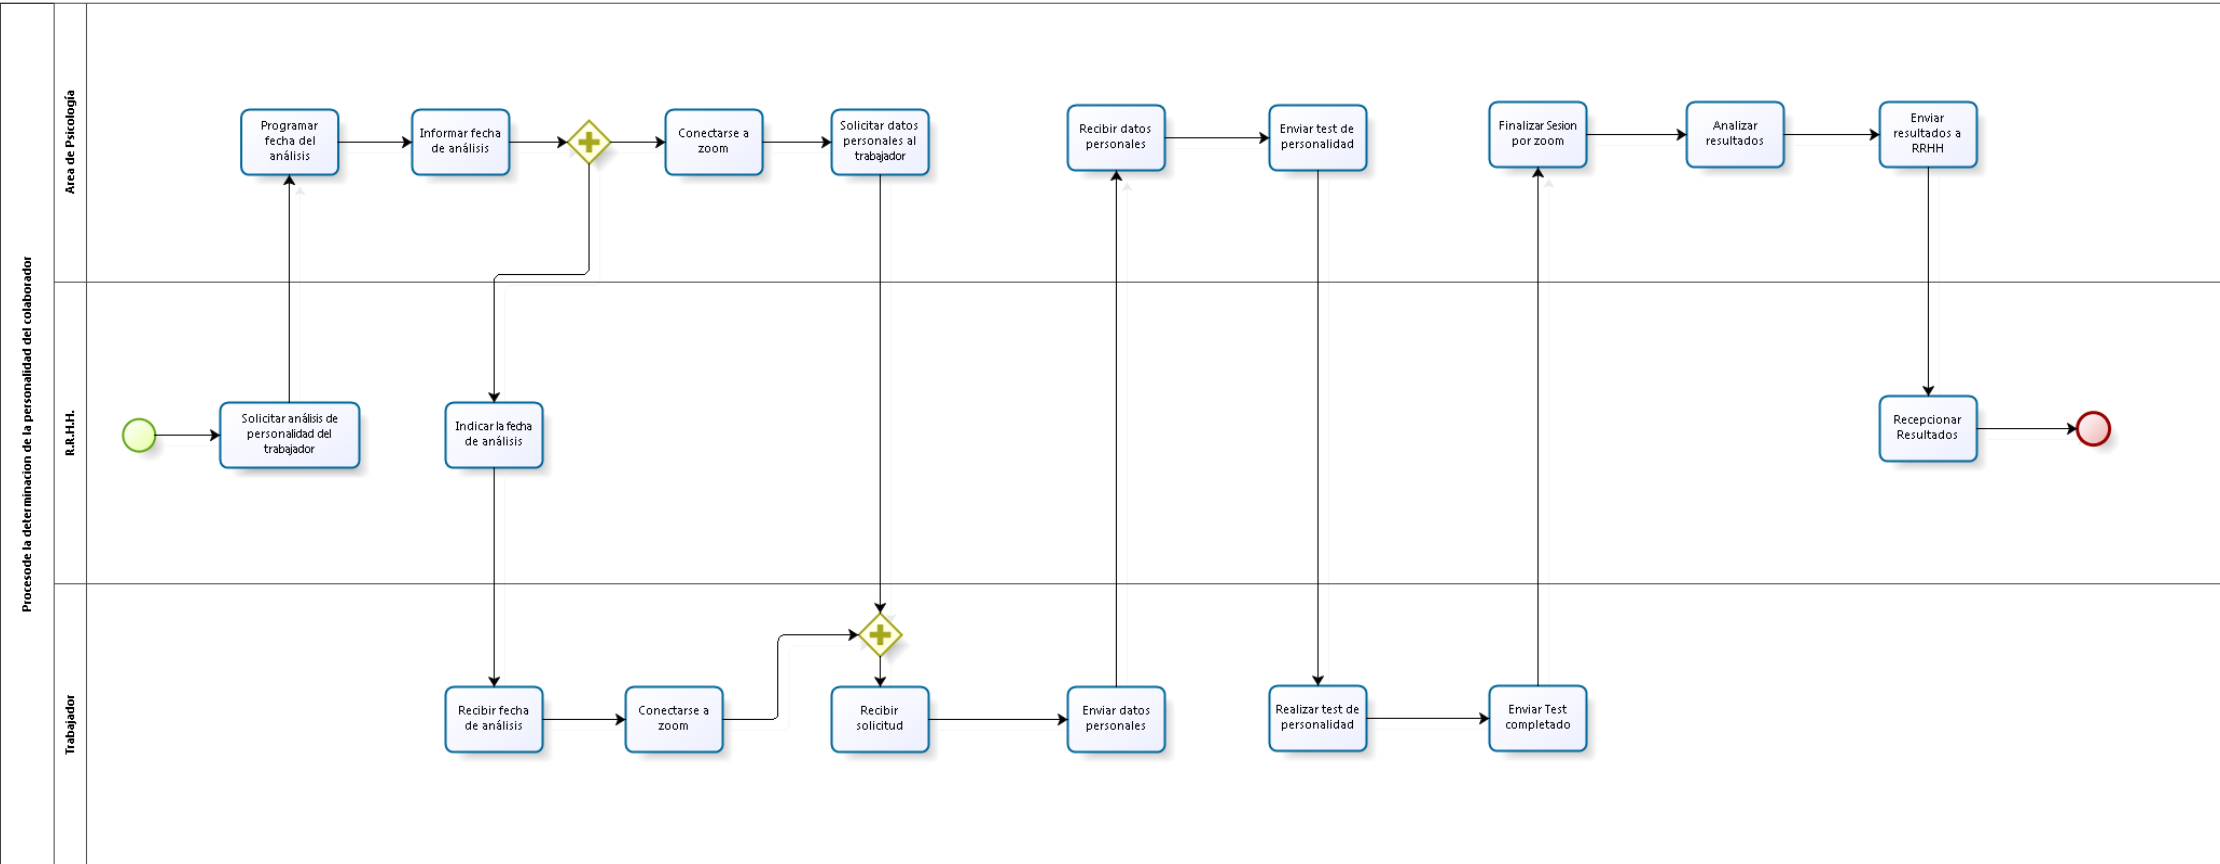 Procesode la determinacion de la personalidad del colaborador
Area de Psicología
Programar
fecha del
análisis
Informar fecha
de análisis
Conectarse a
zoom
Solicitar datos
personales al
trabajador
Recibir datos
personales
Enviar test de
personalidad
Finalizar Sesion
por zoom
Analizar
resultados
Enviar
resultados a
RRHH
R.R.H.H.
Solicitar análisis de
personalidad del
trabajador
Indicar la fecha
de análisis
Recepcionar
Resultados
Trabajador
Recibir fecha
de análisis
Conectarse a
zoom
Recibir
solicitud
Enviar datos
personales
Realizar test de
personalidad
Enviar Test
completado